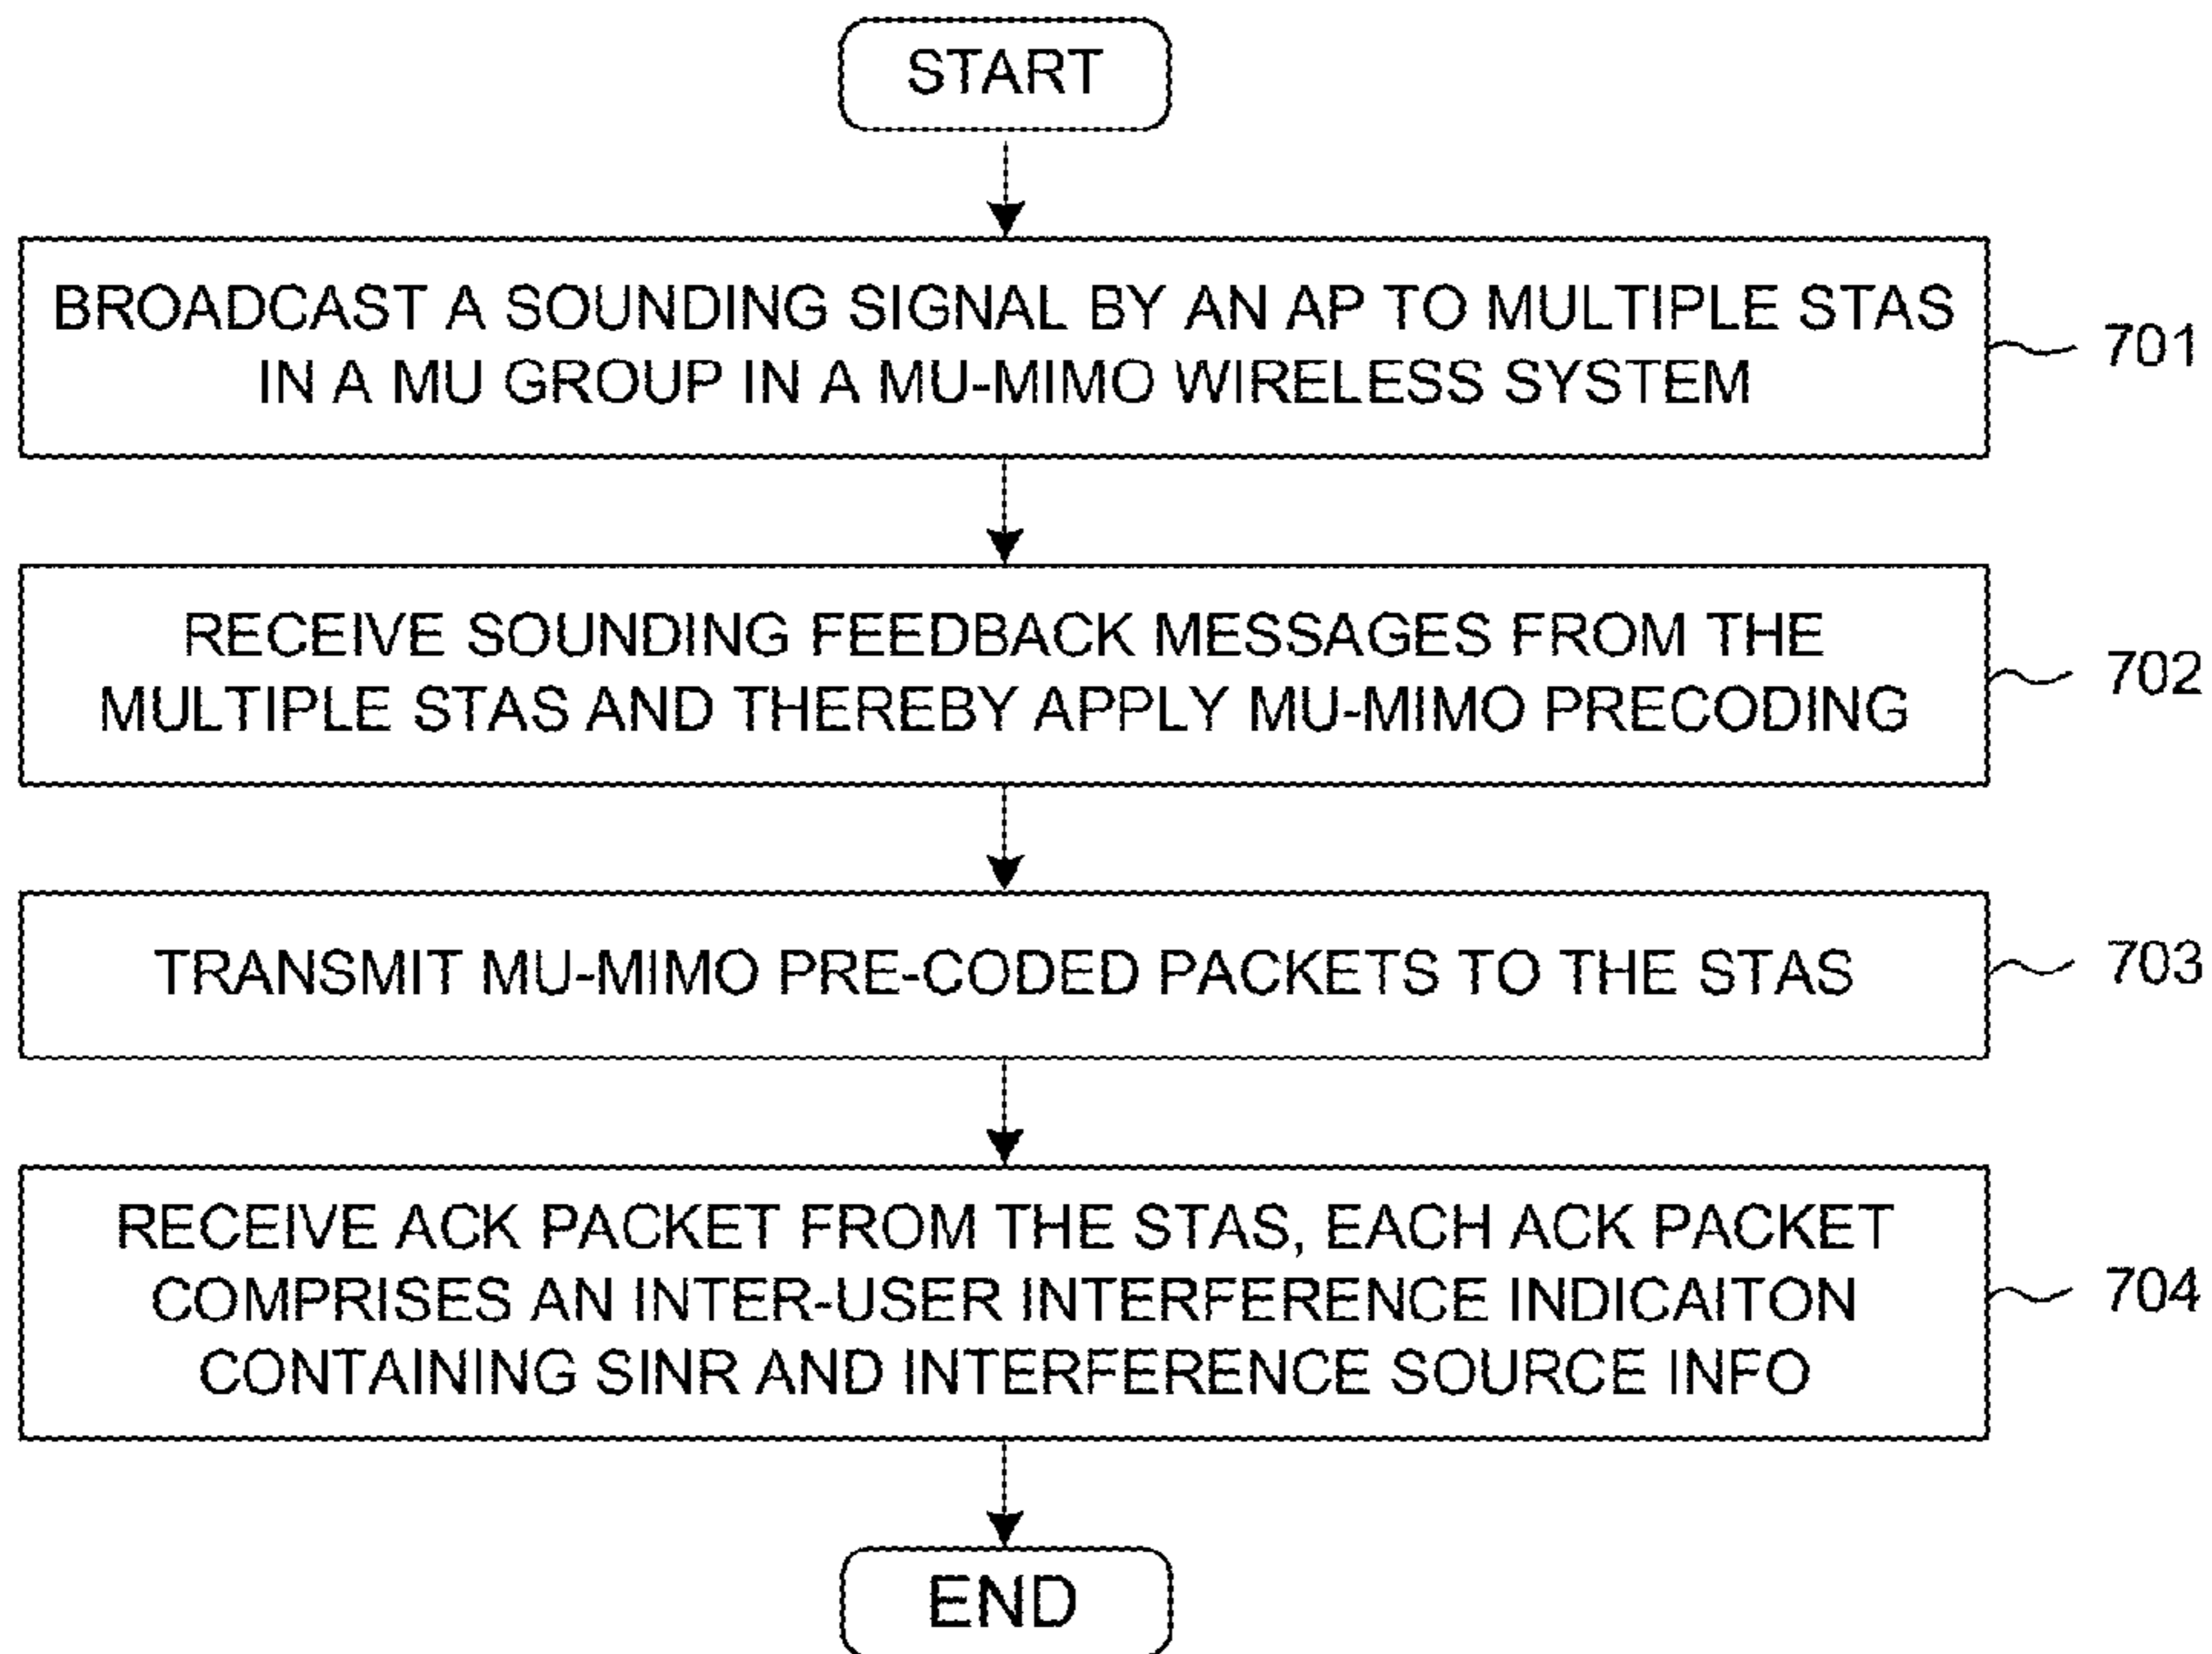 START
BROADCAST A SOUNDING SIGNAL BY AN AP TO MULTIPLE STAS
IN A MU GROUP IN A MU-MIMO WIRELESS SYSTEM
701
RECEIVE SOUNDING FEEDBACK MESSAGES FROM THE
MULTIPLE STAS AND THEREBY APPLY MU-MIMO PRECODING
702
TRANSMIT MU-MIMO PRE-CODED PACKETS TO THE STAS
703
RECEIVE ACK PACKET FROM THE STAS, EACH ACK PACKET
COMPRISES AN INTER-USER INTERFERENCE INDICAITON
CONTAINING SINR AND INTERFERENCE SOURCE INFO
704
END